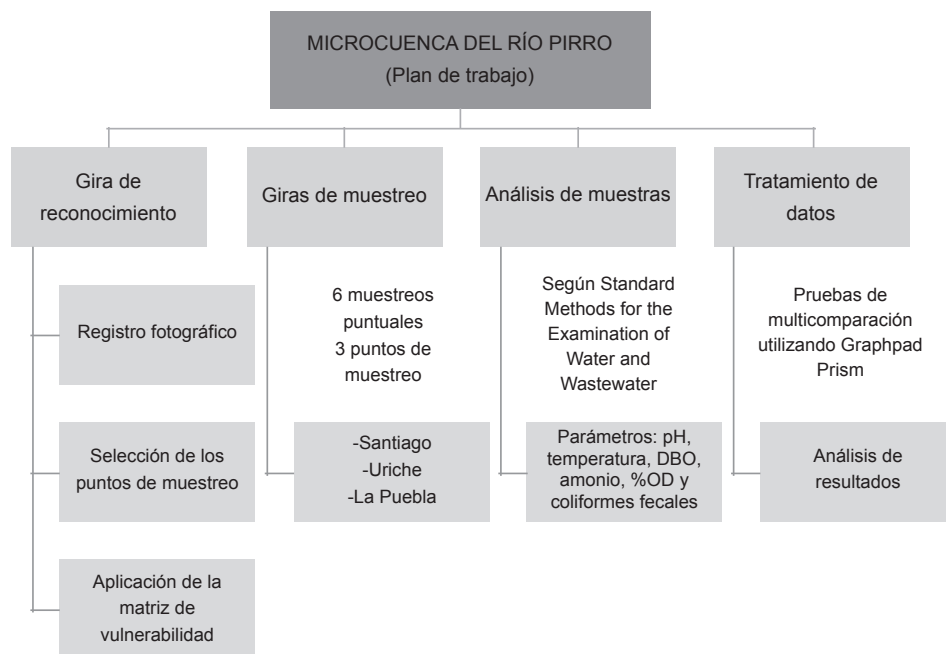 MICROCUENCA DEL RÍO PIRRO
(Plan de trabajo)
Gira de
reconocimiento
Registro fotográfico
Selección de los
puntos de muestreo
Aplicación de la
matriz de
vulnerabilidad
Giras de muestreo
6 muestreos
puntuales
3 puntos de
muestreo
-Santiago
-Uriche
-La Puebla
Análisis de muestras
Según Standard
Methods for the
Examination of
Water and
Wastewater
Parámetros: pH,
temperatura, DBO,
amonio, %OD y
coliformes fecales
Tratamiento de
datos
Pruebas de
multicomparación
utilizando Graphpad
Prism
Análisis de
resultados